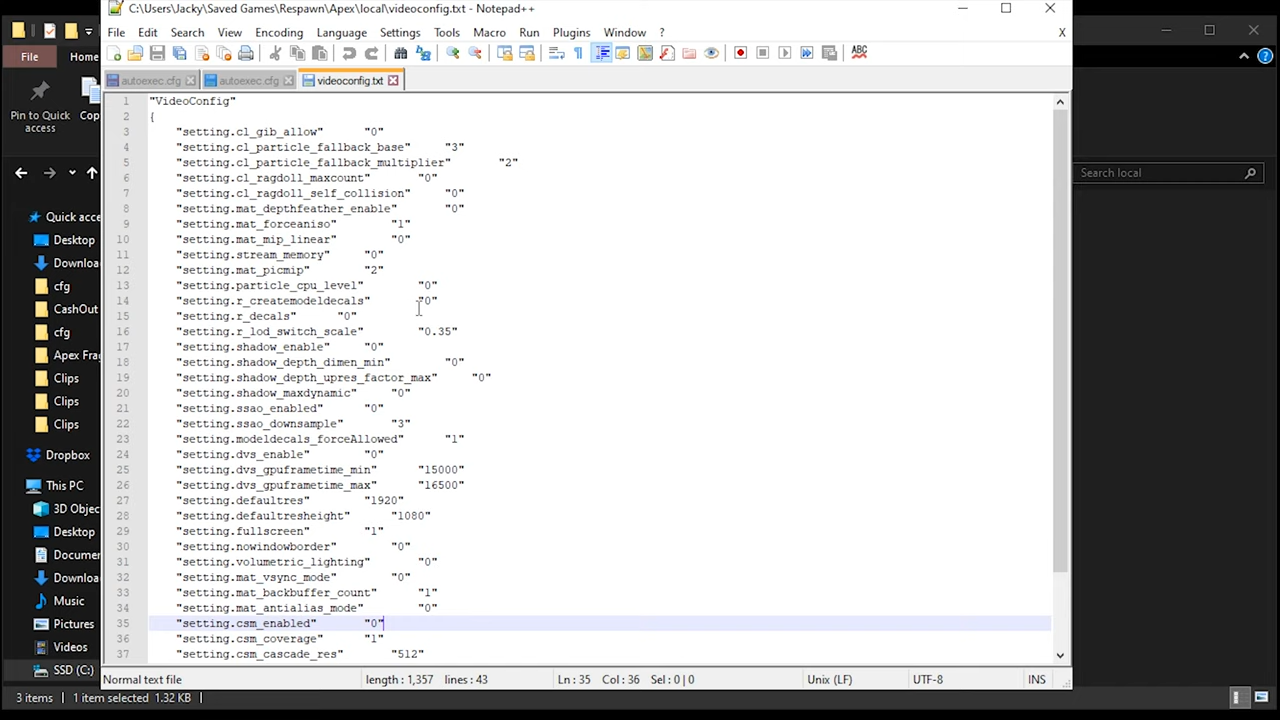 C:\Users\Jacky\Saved Games\Respawn\Apex\local\videoconfig.txt - Notepad++
File Edit Search View Encoding Language Settings Tools Macro Run Plugins Window ? X
autoexec.cfg autoexec.cfg videoconfig.txt
1 "VideoConfig"
2 {
3 "setting.cl_gib_allow" "0"
4 "setting.cl_particle_fallback_base" "3"
5 "setting.cl_particle_fallback_multiplier" "2"
6 "setting.cl_ragdoll_maxcount" "0"
7 "setting.cl_ragdoll_self_collision" "0"
8 "setting.mat_depthfeather_enable" "0"
9 "setting.mat_forceaniso" "1"
10 "setting.mat_mip_linear" "0"
11 "setting.stream_memory" "0"
12 "setting.mat_picmip" "2"
13 "setting.particle_cpu_level" "0"
14 "setting.r_createmodeldecals" "0"
15 "setting.r_decals" "0"
16 "setting.r_lod_switch_scale" "0.35"
17 "setting.shadow_enable" "0"
18 "setting.shadow_depth_dimen_min" "0"
19 "setting.shadow_depth_upres_factor_max" "0"
20 "setting.shadow_maxdynamic" "0"
21 "setting.ssao_enabled" "0"
22 "setting.ssao_downsample" "3"
23 "setting.modeldecals_forceAllowed" "1"
24 "setting.dvs_enable" "0"
25 "setting.dvs_gpuframetime_min" "15000"
26 "setting.dvs_gpuframetime_max" "16500"
27 "setting.defaultres" "1920"
28 "setting.defaultresheight" "1080"
29 "setting.fullscreen" "1"
30 "setting.nowindowborder" "0"
31 "setting.volumetric_lighting" "0"
32 "setting.mat_vsync_mode" "0"
33 "setting.mat_backbuffer_count" "1"
34 "setting.mat_antialias_mode" "0"
35 "setting.csm_enabled" "0"
36 "setting.csm_coverage" "1"
37 "setting.csm_cascade_res" "512"
Normal text file length : 1,357 lines : 43 Ln : 35 Col : 36 Sel : 0 | 0 Unix (LF) UTF-8 INS
File Home
Pin to Quick access
Cop
Search local
Quick acce
Desktop
Downloa
cfg
CashOut
cfg
Apex Frag
Clips
Clips
Clips
Dropbox
This PC
3D Objec
Desktop
Documen
Downloa
Music
Pictures
Videos
SSD (C:)
3 items 1 item selected 1.32 KB
ABC